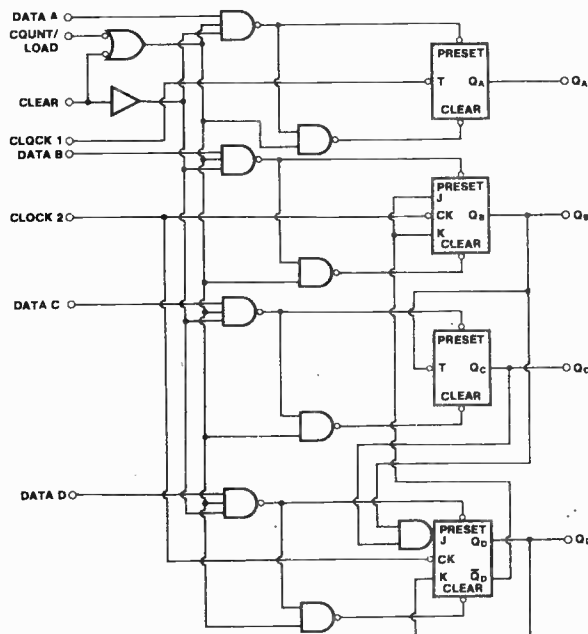 DATA A
COUNT/
LOAD
CLEAR
CLOCK 1
DATA B
CLOCK 2
DATA C
DATA D
PRESET
T QA
CLEAR
QA
PRESET
J
CK QB
K
CLEAR
QB
PRESET
T QC
CLEAR
QC
PRESET
J QD
CK
K Q̅D
CLEAR
QD